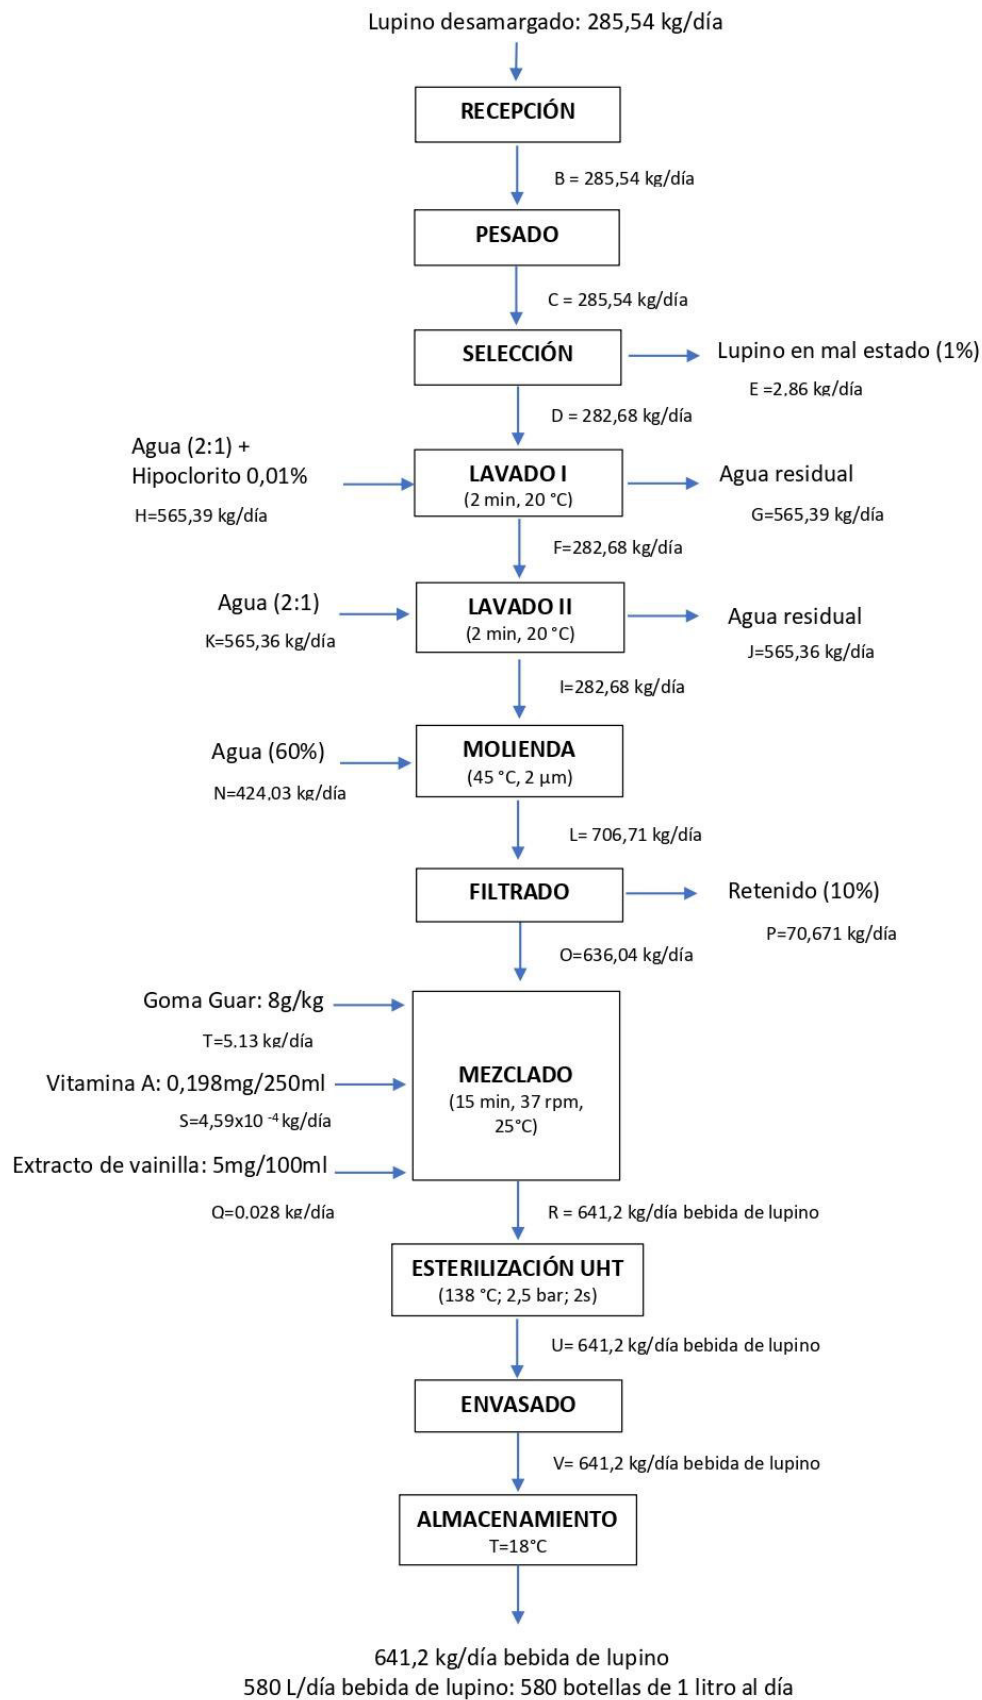 Lupino desamargado: 285,54 kg/día
RECEPCIÓN
B = 285,54 kg/día
PESADO
C = 285,54 kg/día
SELECCIÓN
Lupino en mal estado (1%)
E =2,86 kg/día
D = 282,68 kg/día
Agua (2:1) +
Hipoclorito 0,01%
H=565,39 kg/día
LAVADO I
(2 min, 20 °C)
Agua residual
G=565,39 kg/día
F=282,68 kg/día
Agua (2:1)
K=565,36 kg/día
LAVADO II
(2 min, 20 °C)
Agua residual
J=565,36 kg/día
I=282,68 kg/día
Agua (60%)
N=424,03 kg/día
MOLIENDA
(45 °C, 2 µm)
L= 706,71 kg/día
FILTRADO
Retenido (10%)
P=70,671 kg/día
O=636,04 kg/día
Goma Guar: 8g/kg
T=5.13 kg/día
Vitamina A: 0,198mg/250ml
S=4,59x10 -4 kg/día
Extracto de vainilla: 5mg/100ml
Q=0.028 kg/día
MEZCLADO
(15 min, 37 rpm,
25°C)
R = 641,2 kg/día bebida de lupino
ESTERILIZACIÓN UHT
(138 °C; 2,5 bar; 2s)
U= 641,2 kg/día bebida de lupino
ENVASADO
V= 641,2 kg/día bebida de lupino
ALMACENAMIENTO
T=18°C
641,2 kg/día bebida de lupino
580 L/día bebida de lupino: 580 botellas de 1 litro al día